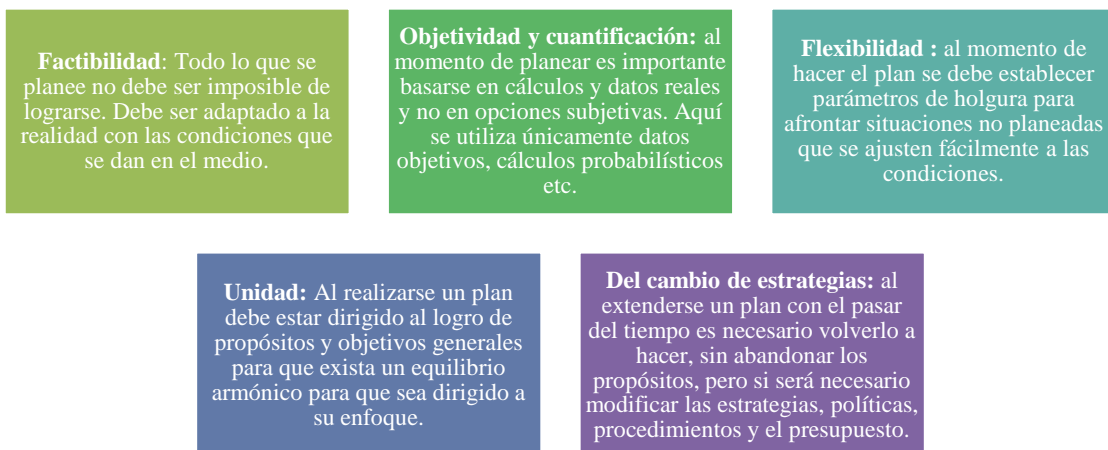 Factibilidad: Todo lo que se
planee no debe ser imposible de
lograrse. Debe ser adaptado a la
realidad con las condiciones que
se dan en el medio.
Objetividad y cuantificación: al
momento de planear es importante
basarse en cálculos y datos reales
y no en opciones subjetivas. Aquí
se utiliza únicamente datos
objetivos, cálculos probabilísticos
etc.
Flexibilidad : al momento de
hacer el plan se debe establecer
parámetros de holgura para
afrontar situaciones no planeadas
que se ajusten fácilmente a las
condiciones.
Unidad: Al realizarse un plan
debe estar dirigido al logro de
propósitos y objetivos generales
para que exista un equilibrio
armónico para que sea dirigido a
su enfoque.
Del cambio de estrategias: al
extenderse un plan con el pasar
del tiempo es necesario volverlo a
hacer, sin abandonar los
propósitos, pero si será necesario
modificar las estrategias, políticas,
procedimientos y el presupuesto.